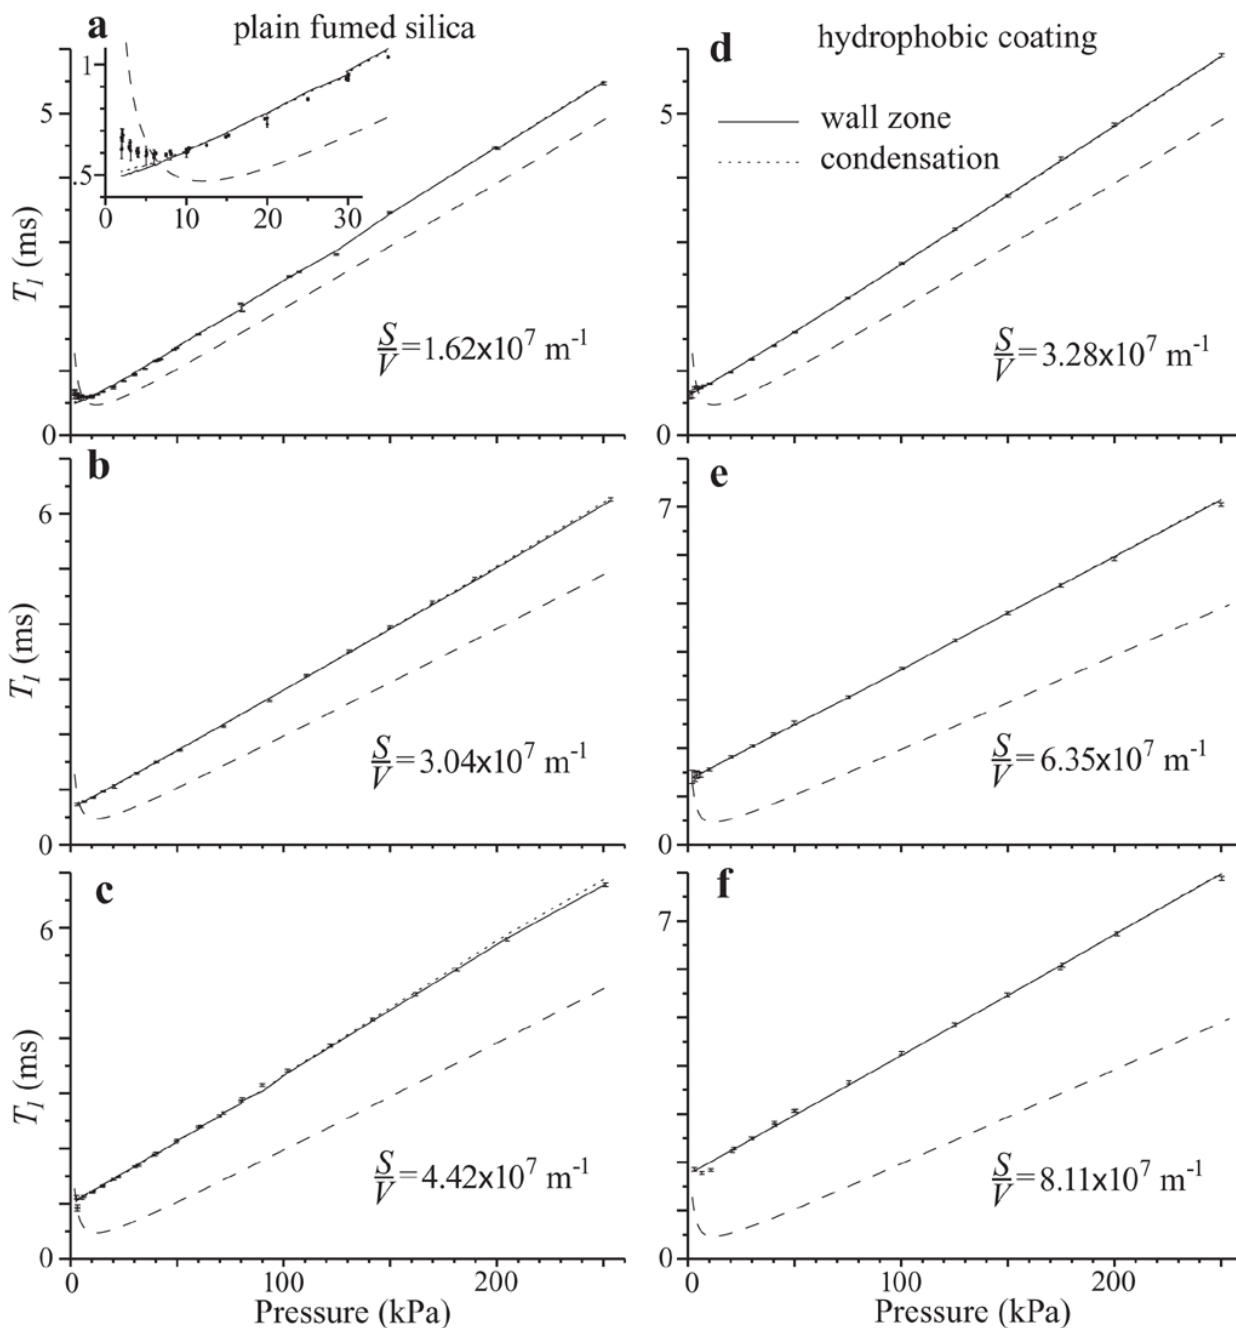 a plain fumed silica
1
.5
0 10 20 30
5
0
T1 (ms)
S/V=1.62x10^7 m^-1
d hydrophobic coating
wall zone
condensation
5
0
S/V=3.28x10^7 m^-1
b
6
0
T1 (ms)
S/V=3.04x10^7 m^-1
e
7
0
S/V=6.35x10^7 m^-1
c
6
0
T1 (ms)
S/V=4.42x10^7 m^-1
0 100 200
Pressure (kPa)
f
7
0
S/V=8.11x10^7 m^-1
0 100 200
Pressure (kPa)